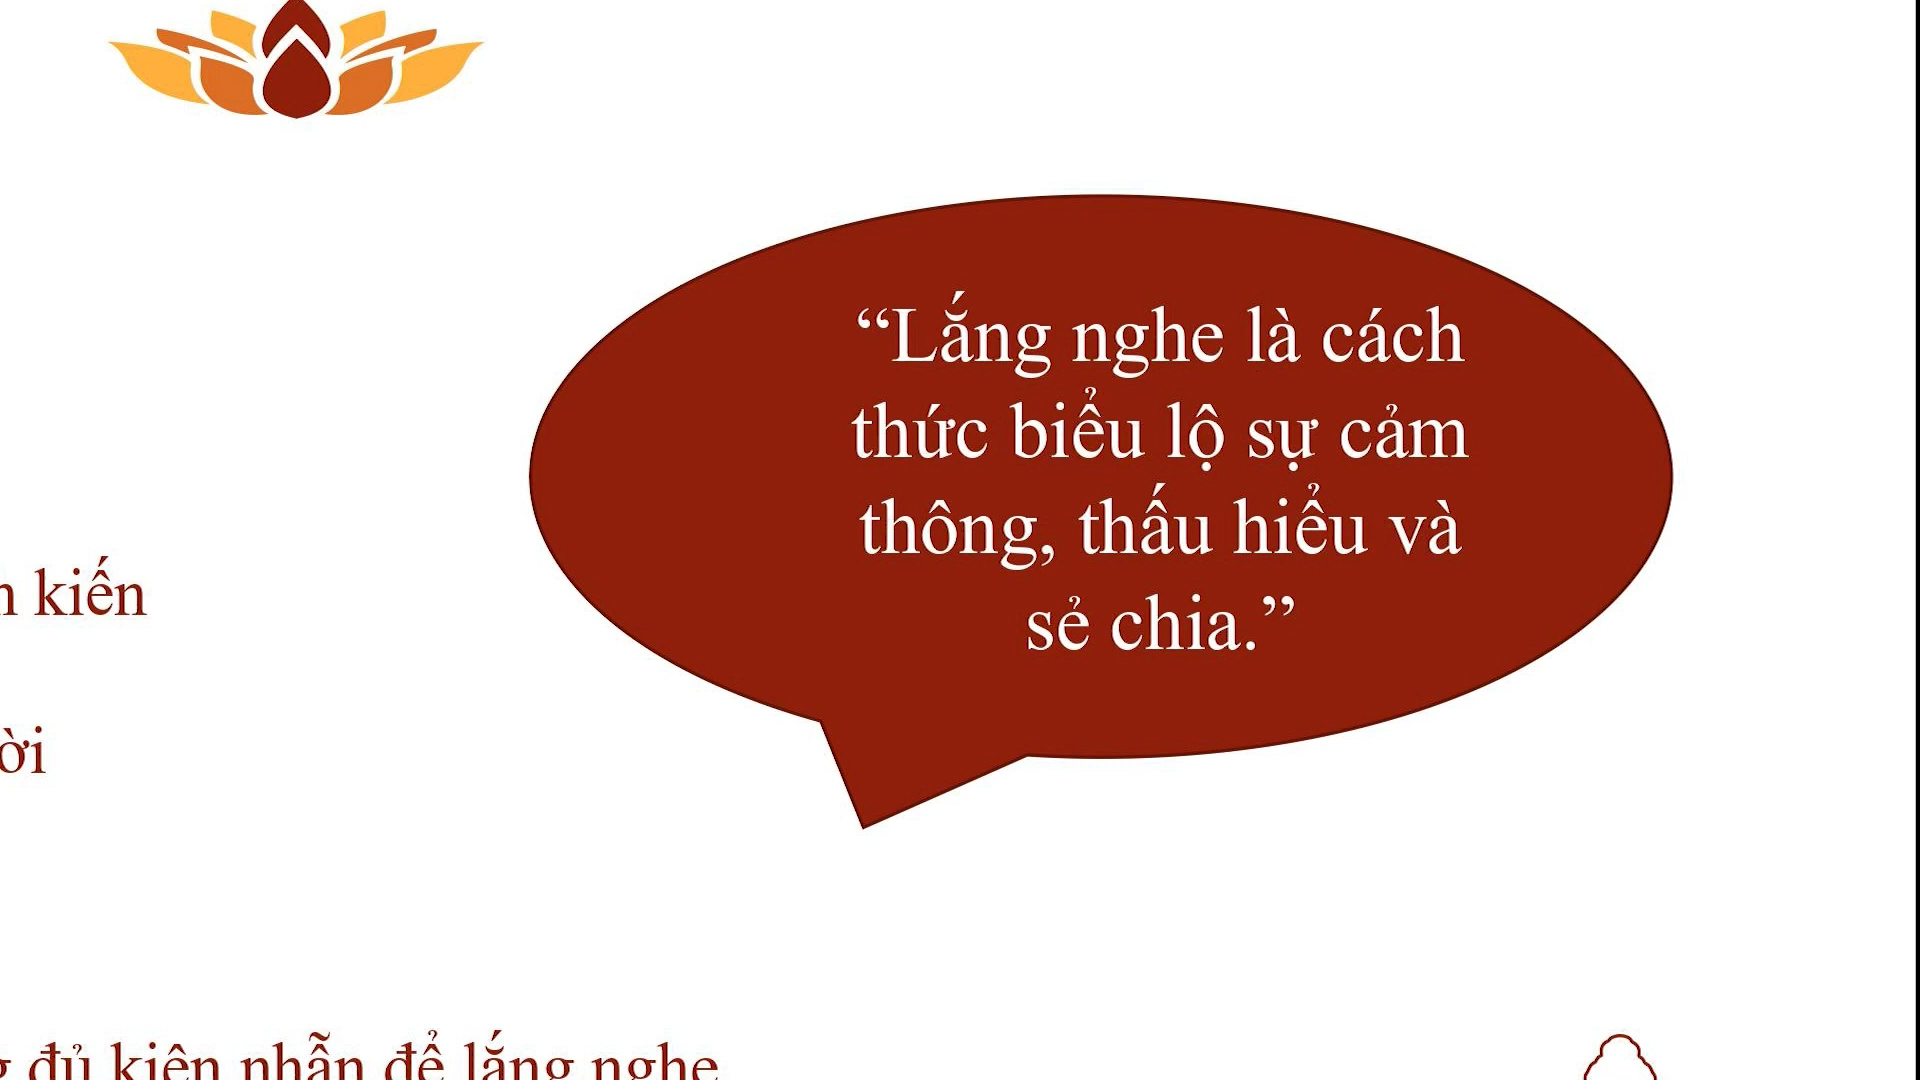 “Lắng nghe là cách
thức biểu lộ sự cảm
thông, thấu hiểu và
sẻ chia.”
kiến
đủ kiên nhẫn để lắng nghe